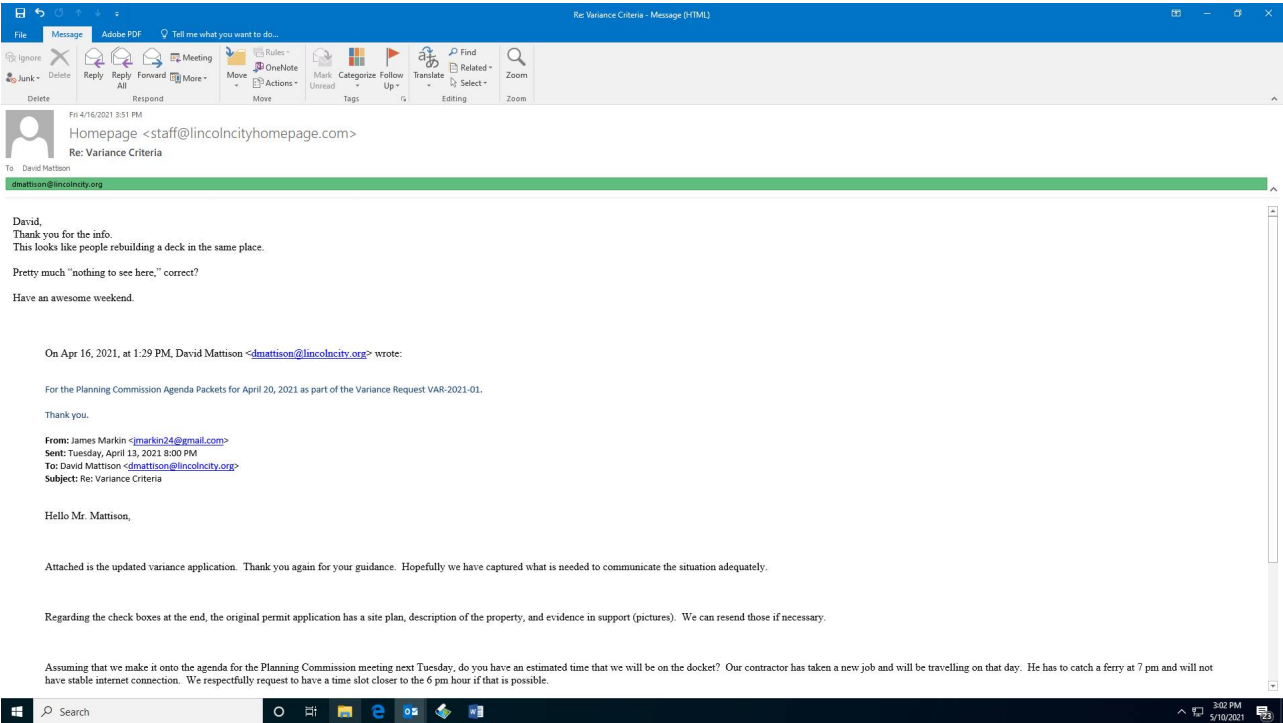 Re: Variance Criteria - Message (HTML)
File Message Adobe PDF Tell me what you want to do...
Ignore
Junk
Delete
Reply
Reply All
Forward
Meeting
More
Move
Rules
OneNote
Actions
Mark Unread
Categorize
Follow Up
Translate
Find
Related
Select
Zoom
Delete Respond Move Tags Editing Zoom
Fri 4/16/2021 3:51 PM
Homepage <staff@lincolncityhomepage.com>
Re: Variance Criteria
To David Mattison
dmattison@lincolncity.org
David,
Thank you for the info.
This looks like people rebuilding a deck in the same place.
Pretty much “nothing to see here,” correct?
Have an awesome weekend.
On Apr 16, 2021, at 1:29 PM, David Mattison <dmattison@lincolncity.org> wrote:
For the Planning Commission Agenda Packets for April 20, 2021 as part of the Variance Request VAR-2021-01.
Thank you.
From: James Markin <jmarkin24@gmail.com>
Sent: Tuesday, April 13, 2021 8:00 PM
To: David Mattison <dmattison@lincolncity.org>
Subject: Re: Variance Criteria
Hello Mr. Mattison,
Attached is the updated variance application. Thank you again for your guidance. Hopefully we have captured what is needed to communicate the situation adequately.
Regarding the check boxes at the end, the original permit application has a site plan, description of the property, and evidence in support (pictures). We can resend those if necessary.
Assuming that we make it onto the agenda for the Planning Commission meeting next Tuesday, do you have an estimated time that we will be on the docket? Our contractor has taken a new job and will be travelling on that day. He has to catch a ferry at 7 pm and will not
have stable internet connection. We respectfully request to have a time slot closer to the 6 pm hour if that is possible.
Search
3:02 PM
5/10/2021